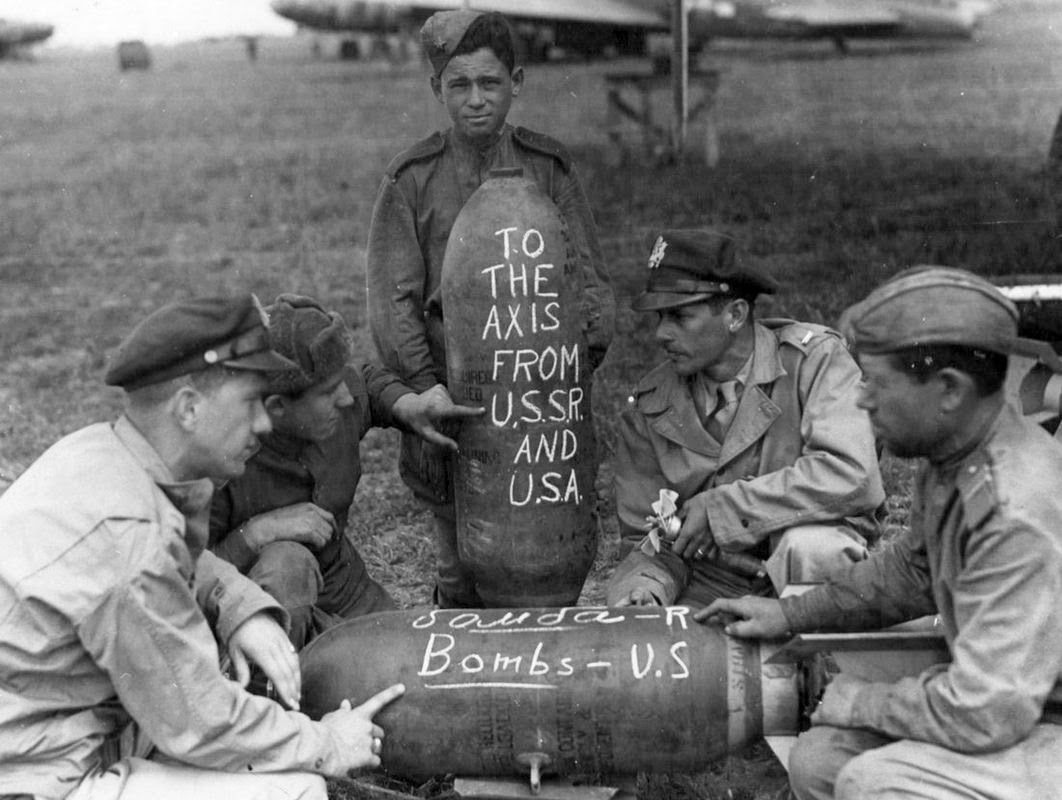 TO
THE
AXIS
FROM
U.S.S.R.
AND
U.S.A.
бомба – R
Bombs – U.S